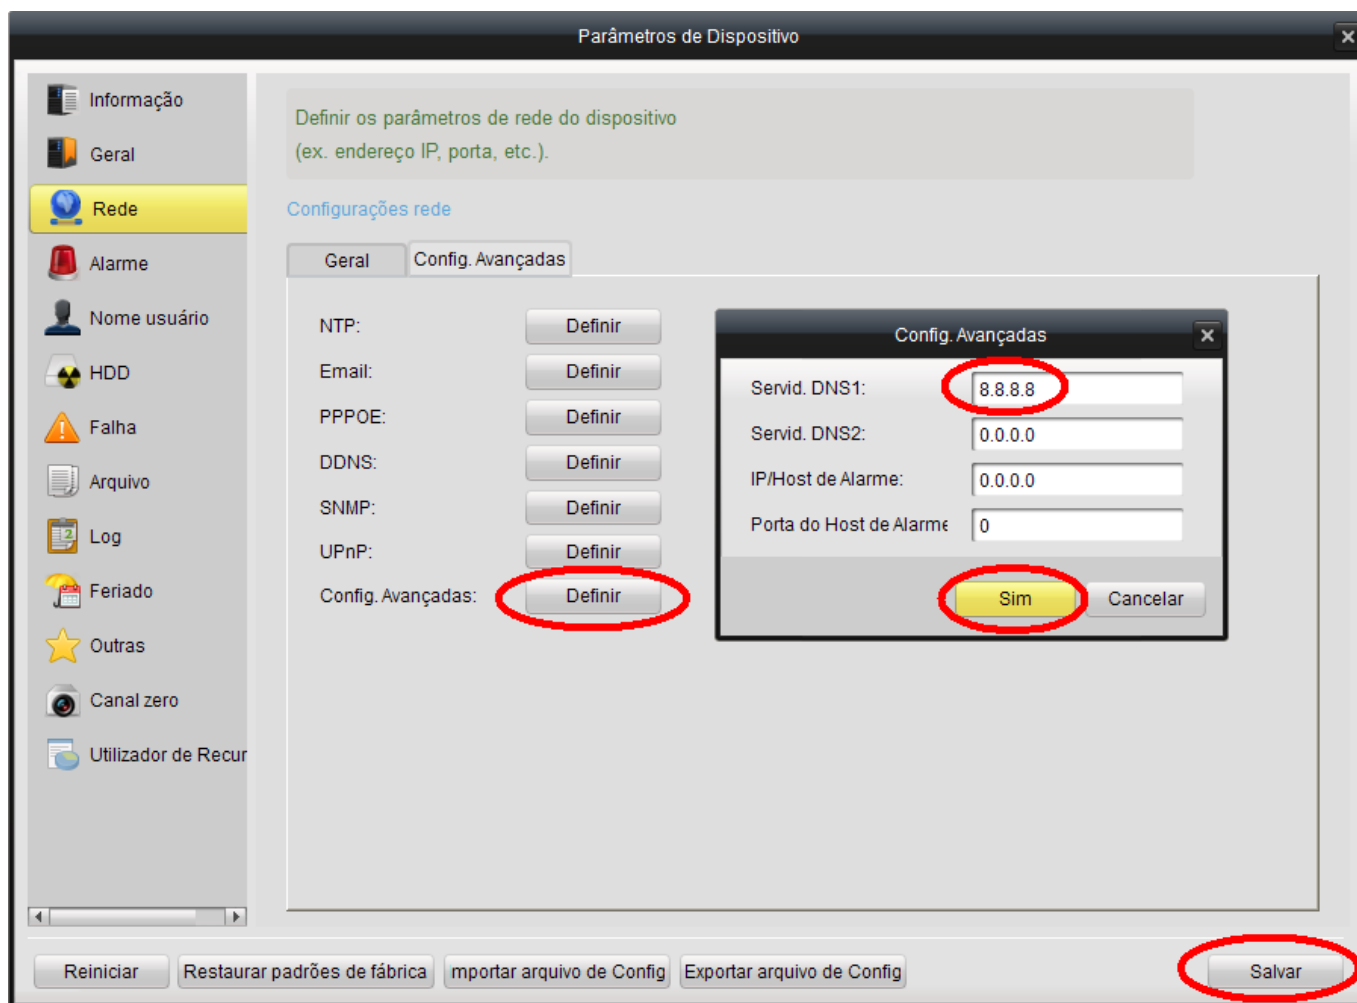 Parâmetros de Dispositivo
Informação
Geral
Rede
Alarme
Nome usuário
HDD
Falha
Arquivo
Log
Feriado
Outras
Canal zero
Utilizador de Recur
Definir os parâmetros de rede do dispositivo
(ex. endereço IP, porta, etc.).
Configurações rede
Geral
Config. Avançadas
NTP: Definir
Email: Definir
PPPOE: Definir
DDNS: Definir
SNMP: Definir
UPnP: Definir
Config. Avançadas: Definir
Config. Avançadas
Servid. DNS1: 8.8.8.8
Servid. DNS2: 0.0.0.0
IP/Host de Alarme: 0.0.0.0
Porta do Host de Alarme 0
Sim
Cancelar
Reiniciar
Restaurar padrões de fábrica
mportar arquivo de Config
Exportar arquivo de Config
Salvar